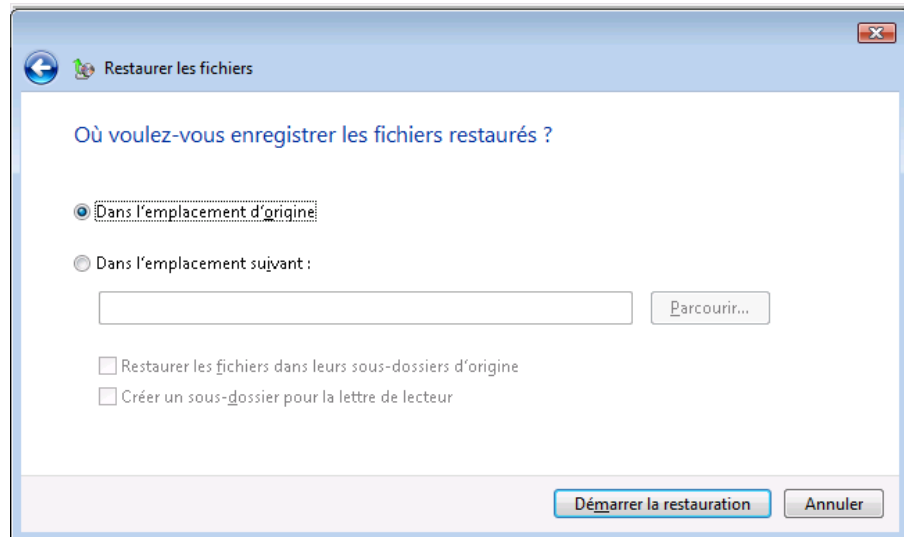 Restaurer les fichiers
Où voulez-vous enregistrer les fichiers restaurés ?
Dans l'emplacement d'origine
Dans l'emplacement suivant :
Parcourir...
Restaurer les fichiers dans leurs sous-dossiers d'origine
Créer un sous-dossier pour la lettre de lecteur
Démarrer la restauration
Annuler